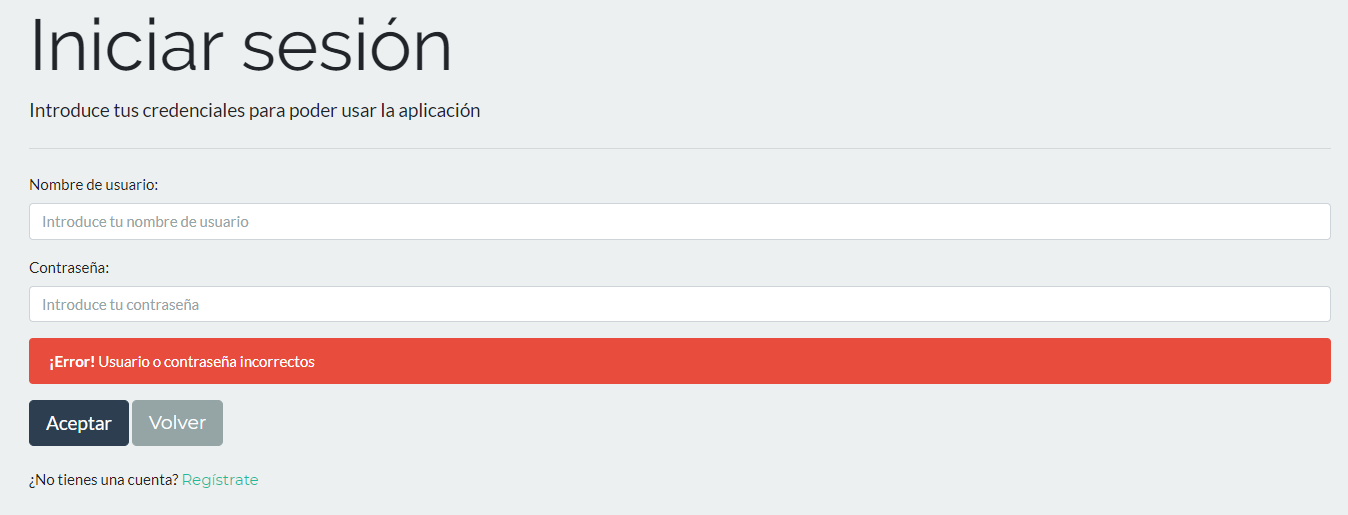 Iniciar sesión
Introduce tus credenciales para poder usar la aplicación
Nombre de usuario:
Introduce tu nombre de usuario
Contraseña:
Introduce tu contraseña
¡Error! Usuario o contraseña incorrectos
Aceptar Volver
¿No tienes una cuenta? Regístrate